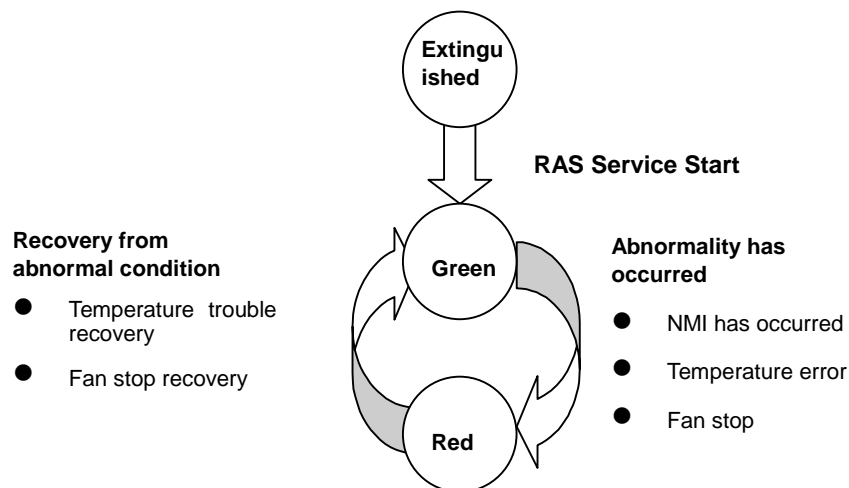 Extingu
ished
RAS Service Start
Recovery from
abnormal condition
● Temperature trouble
recovery
● Fan stop recovery
Green
Abnormality has
occurred
● NMI has occurred
● Temperature error
● Fan stop
Red